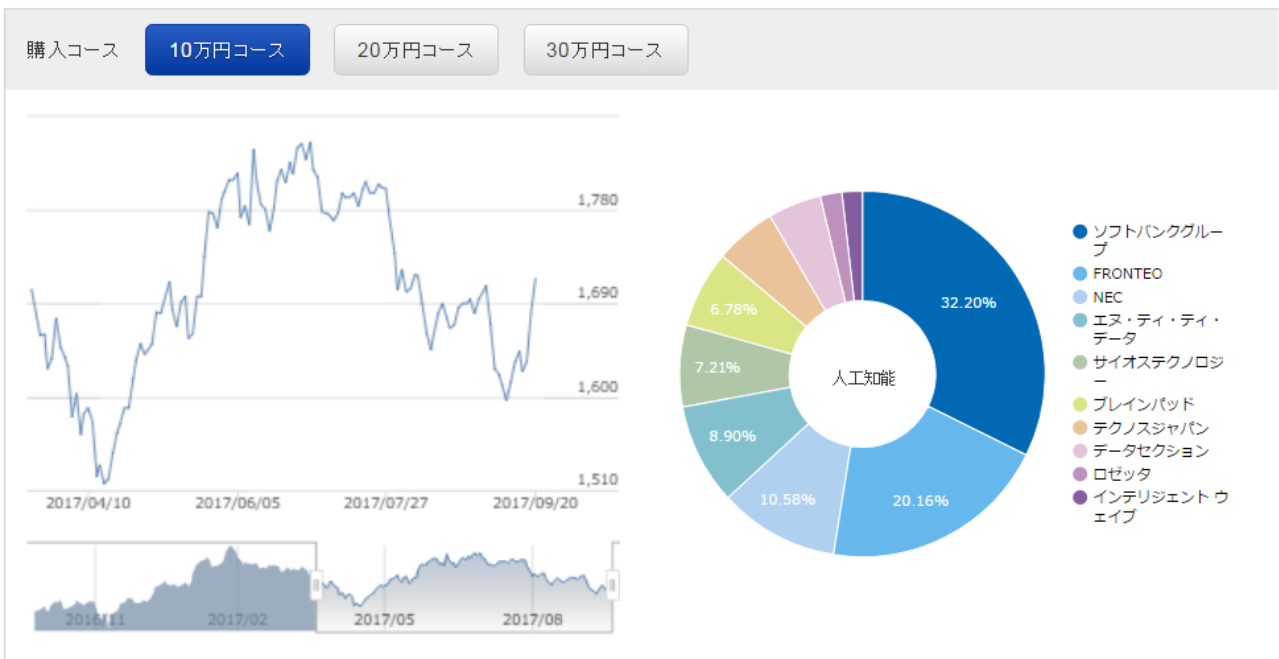 購入コース
10万円コース
20万円コース
30万円コース
1,780
1,690
1,600
1,510
2017/04/10
2017/06/05
2017/07/27
2017/09/20
2016/11
2017/02
2017/05
2017/08
32.20%
20.16%
10.58%
8.90%
7.21%
6.78%
人工知能
ソフトバンクグルー
プ
FRONTEO
NEC
エヌ・ティ・ティ・
データ
サイオステクノロジ
ー
ブレインパッド
テクノスジャパン
データセクション
ロゼッタ
インテリジェント ウ
ェイブ